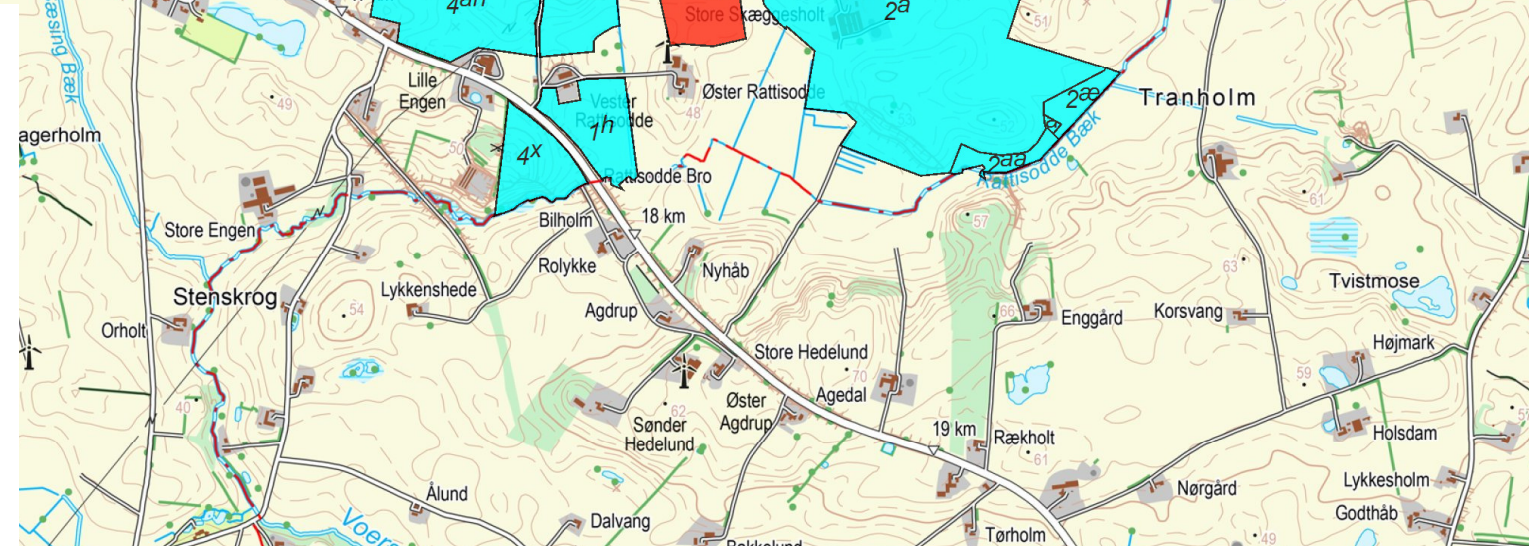 4æn
Store Skæggesholt
2a
51
Lille
Engen
49
Øster Rattisodde
Vester
Rattisodde
48
1h
4x
50
2æ
Tranholm
agerholm
2aa
Rattisodde Bæk
Rattisodde Bro
Store Engen
Bilholm
18 km
57
61
63
Rolykke
Nyhåb
Tvistmose
Stenskrog
Lykkenshede
54
Agdrup
66
Enggård
Korsvang
Orholt
Store Hedelund
Højmark
70
59
Agedal
40
62
Øster
Agdrup
Sønder
Hedelund
19 km
Rækholt
61
Holsdam
Ålund
Nørgård
Lykkesholm
Godthåb
Dalvang
Tørholm
49